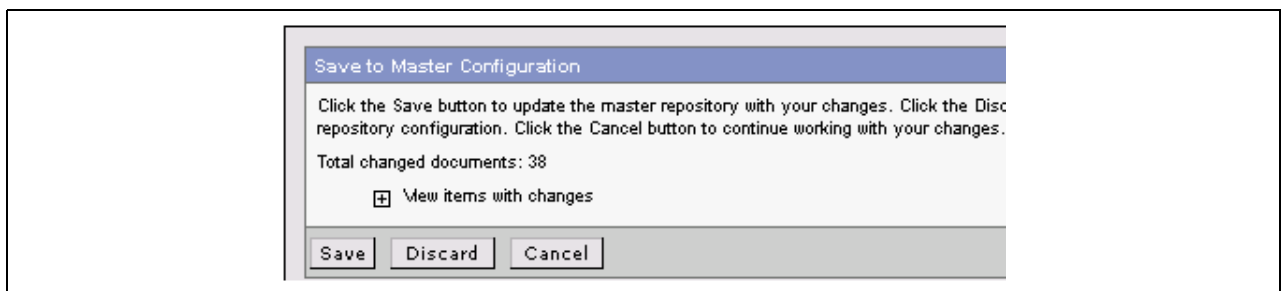 Save to Master Configuration
Click the Save button to update the master repository with your changes. Click the Disc
repository configuration. Click the Cancel button to continue working with your changes.
Total changed documents: 38
View items with changes
Save Discard Cancel